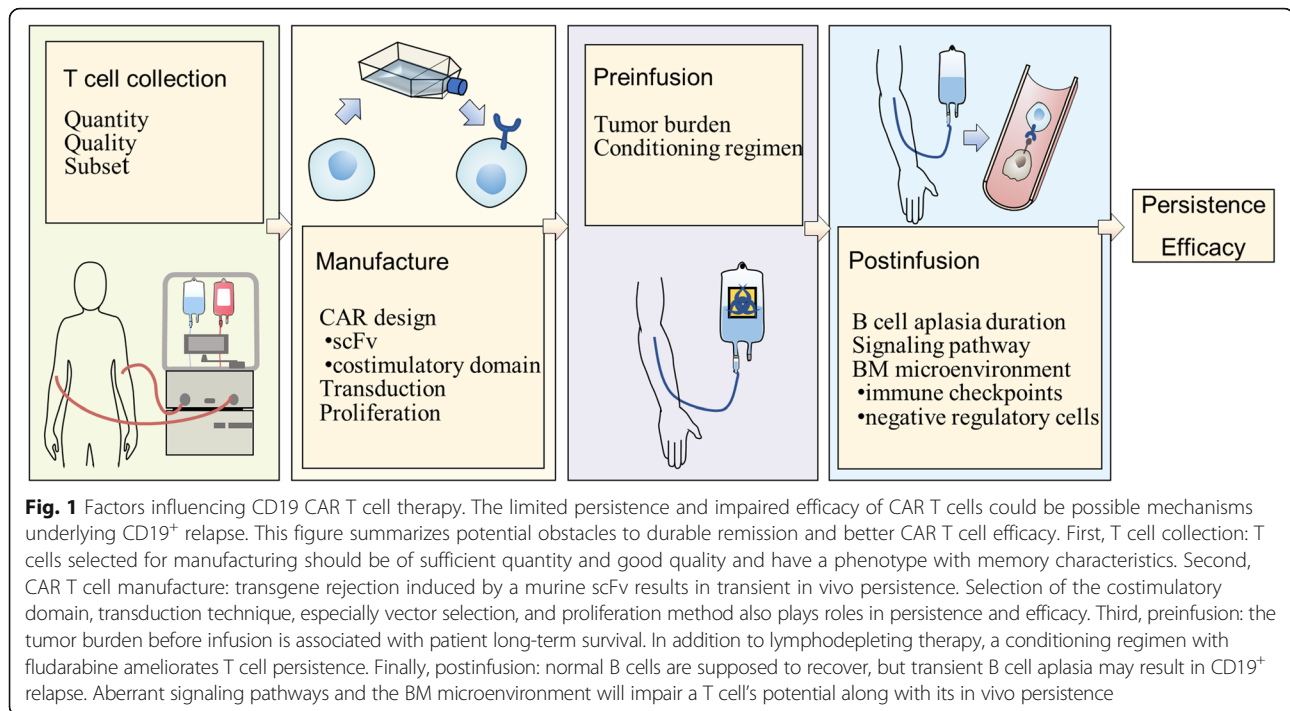 T cell collection
Quantity
Quality
Subset
Manufacture
CAR design
•scFv
•costimulatory domain
Transduction
Proliferation
Preinfusion
Tumor burden
Conditioning regimen
Postinfusion
B cell aplasia duration
Signaling pathway
BM microenvironment
•immune checkpoints
•negative regulatory cells
Persistence
Efficacy
Fig. 1 Factors influencing CD19 CAR T cell therapy. The limited persistence and impaired efficacy of CAR T cells could be possible mechanisms
underlying CD19⁺ relapse. This figure summarizes potential obstacles to durable remission and better CAR T cell efficacy. First, T cell collection: T
cells selected for manufacturing should be of sufficient quantity and good quality and have a phenotype with memory characteristics. Second,
CAR T cell manufacture: transgene rejection induced by a murine scFv results in transient in vivo persistence. Selection of the costimulatory
domain, transduction technique, especially vector selection, and proliferation method also plays roles in persistence and efficacy. Third, preinfusion: the
tumor burden before infusion is associated with patient long-term survival. In addition to lymphodepleting therapy, a conditioning regimen with
fludarabine ameliorates T cell persistence. Finally, postinfusion: normal B cells are supposed to recover, but transient B cell aplasia may result in CD19⁺
relapse. Aberrant signaling pathways and the BM microenvironment will impair a T cell's potential along with its in vivo persistence